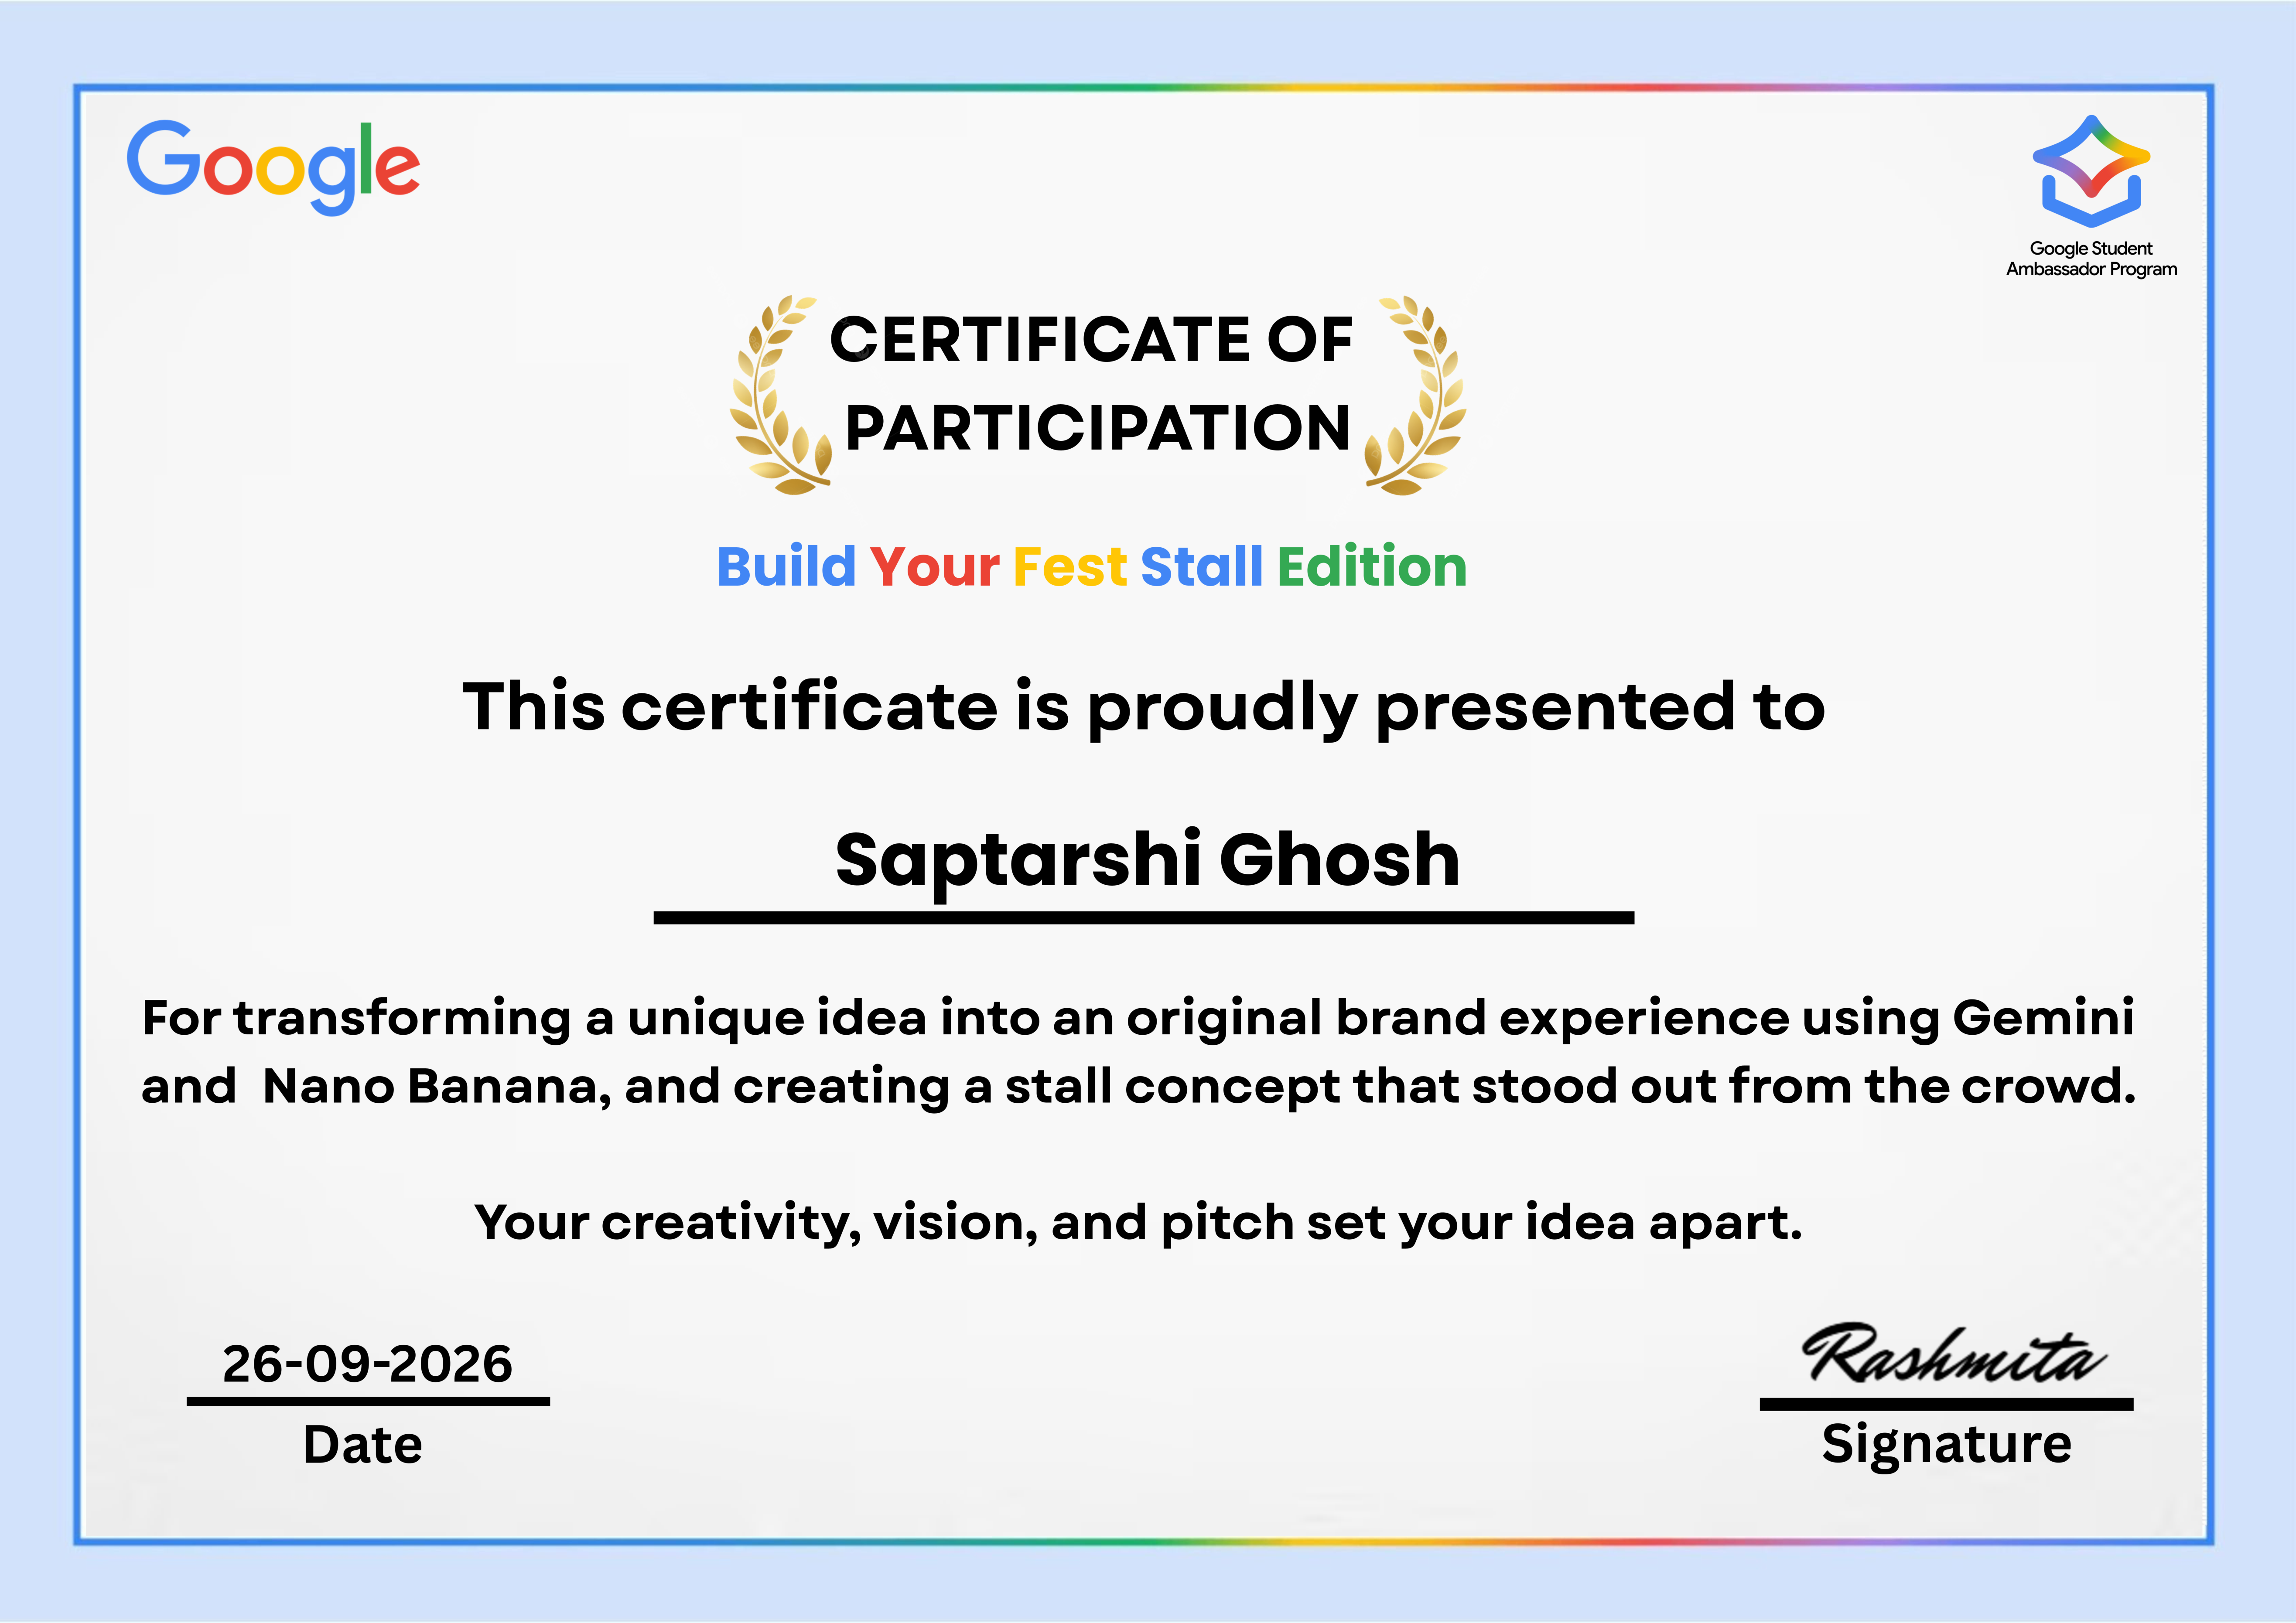 Google
Google Student
Ambassador Program
CERTIFICATE OF
PARTICIPATION
Build Your Fest Stall Edition
This certificate is proudly presented to
Saptarshi Ghosh
For transforming a unique idea into an original brand experience using Gemini
and  Nano Banana, and creating a stall concept that stood out from the crowd.
Your creativity, vision, and pitch set your idea apart.
26-09-2026
Date
Rashmita
Signature